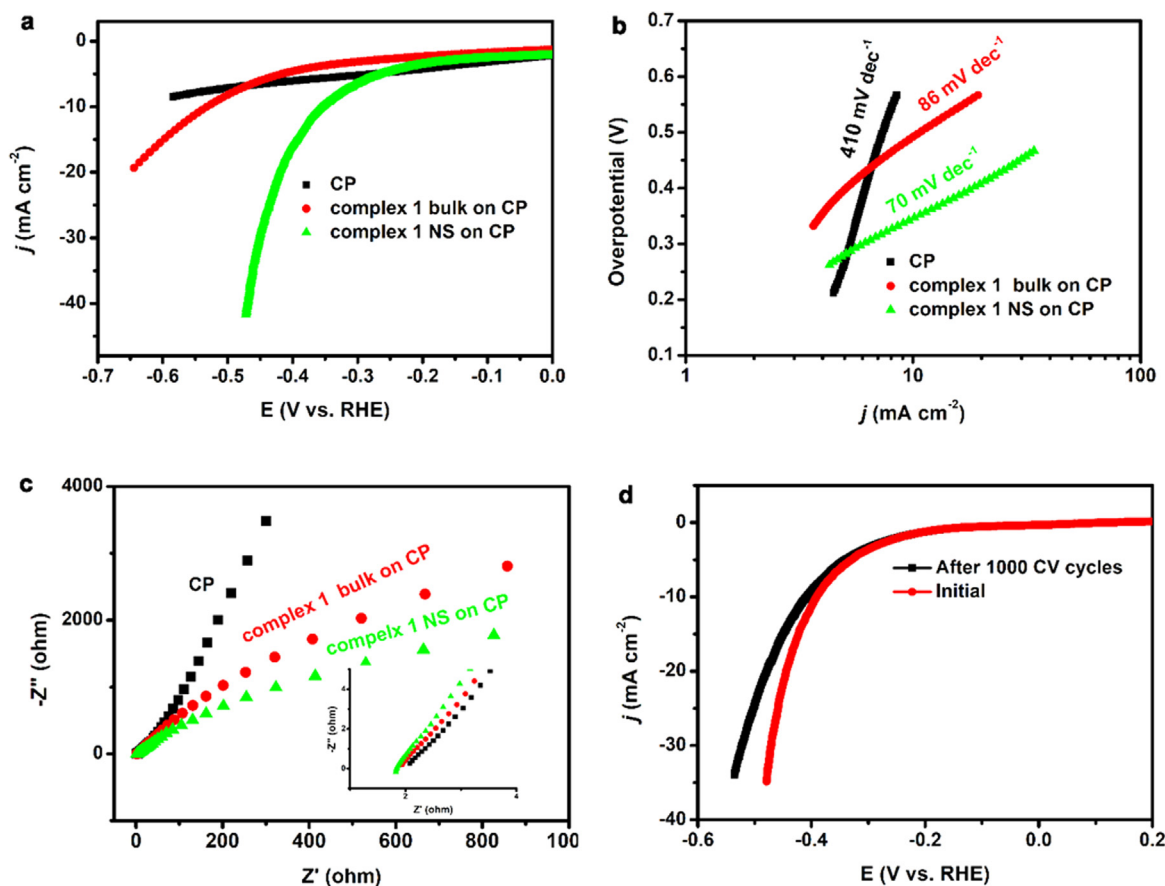 a
0
-10
-20
-30
-40
j (mA cm-2)
CP
complex 1 bulk on CP
complex 1 NS on CP
-0.7 -0.6 -0.5 -0.4 -0.3 -0.2 -0.1 0.0
E (V vs. RHE)
b
0.7
0.6
0.5
0.4
0.3
0.2
0.1
Overpotential (V)
410 mV dec-1
86 mV dec-1
70 mV dec-1
CP
complex 1 bulk on CP
complex 1 NS on CP
1 10 100
j (mA cm-2)
c
4000
2000
0
-Z'' (ohm)
CP
complex 1 bulk on CP
compelx 1 NS on CP
4
2
0
-Z'' (ohm)
2 4
Z' (ohm)
0 200 400 600 800 1000
Z' (ohm)
d
0
-10
-20
-30
-40
j (mA cm-2)
After 1000 CV cycles
Initial
-0.6 -0.4 -0.2 0.0 0.2
E (V vs. RHE)